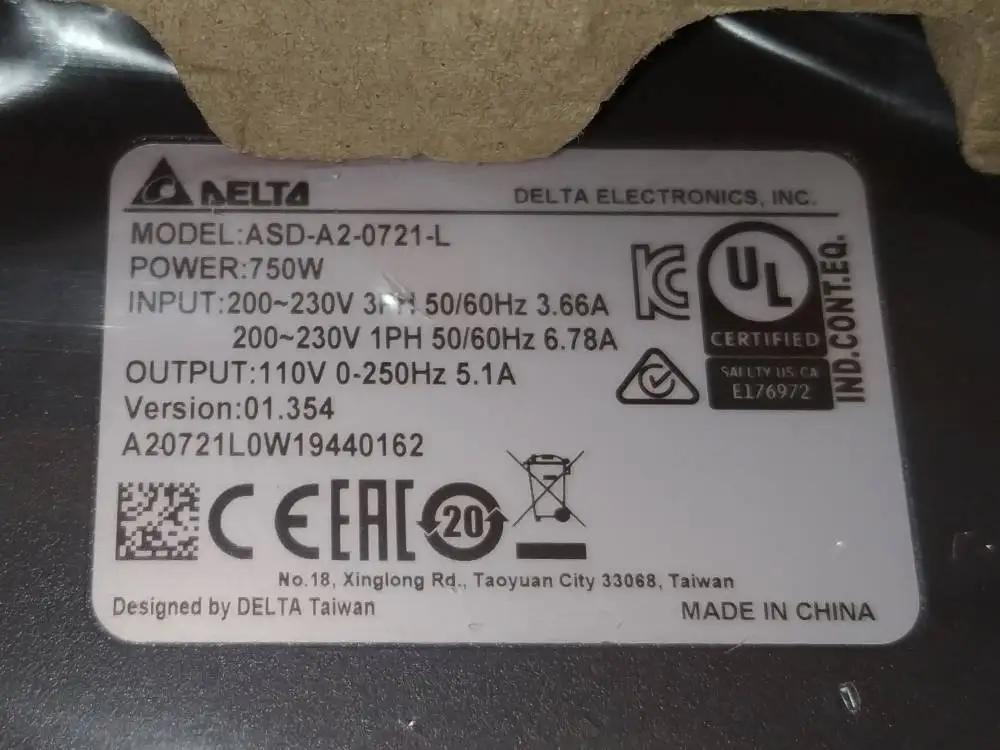 DELTA
DELTA ELECTRONICS, INC.
MODEL:ASD-A2-0721-L
POWER:750W
INPUT:200~230V 3PH 50/60Hz 3.66A
200~230V 1PH 50/60Hz 6.78A
OUTPUT:110V 0-250Hz 5.1A
Version:01.354
A20721L0W19440162
KC
UL
CERTIFIED
SAFETY US CA
E176972
IND.CONT.EQ.
CE
EAC
20
No.18, Xinglong Rd., Taoyuan City 33068, Taiwan
Designed by DELTA Taiwan
MADE IN CHINA